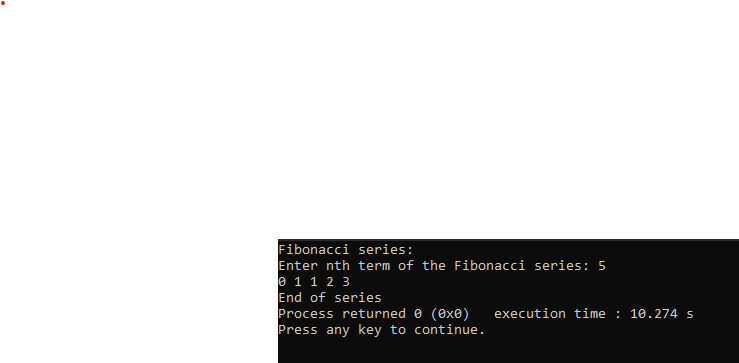 Fibonacci series:
Enter nth term of the Fibonacci series: 5
0 1 1 2 3
End of series
Process returned 0 (0x0)   execution time : 10.274 s
Press any key to continue.